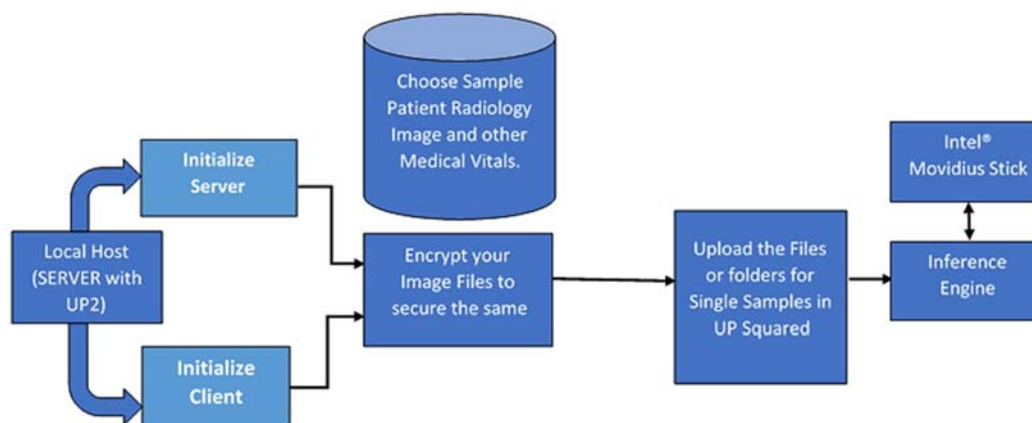 Choose Sample
Patient Radiology
Image and other
Medical Vitals.
Initialize
Server
Intel®
Movidius Stick
Local Host
(SERVER with
UP2)
Encrypt your
Image Files to
secure the same
Upload the Files
or folders for
Single Samples in
UP Squared
Inference
Engine
Initialize
Client